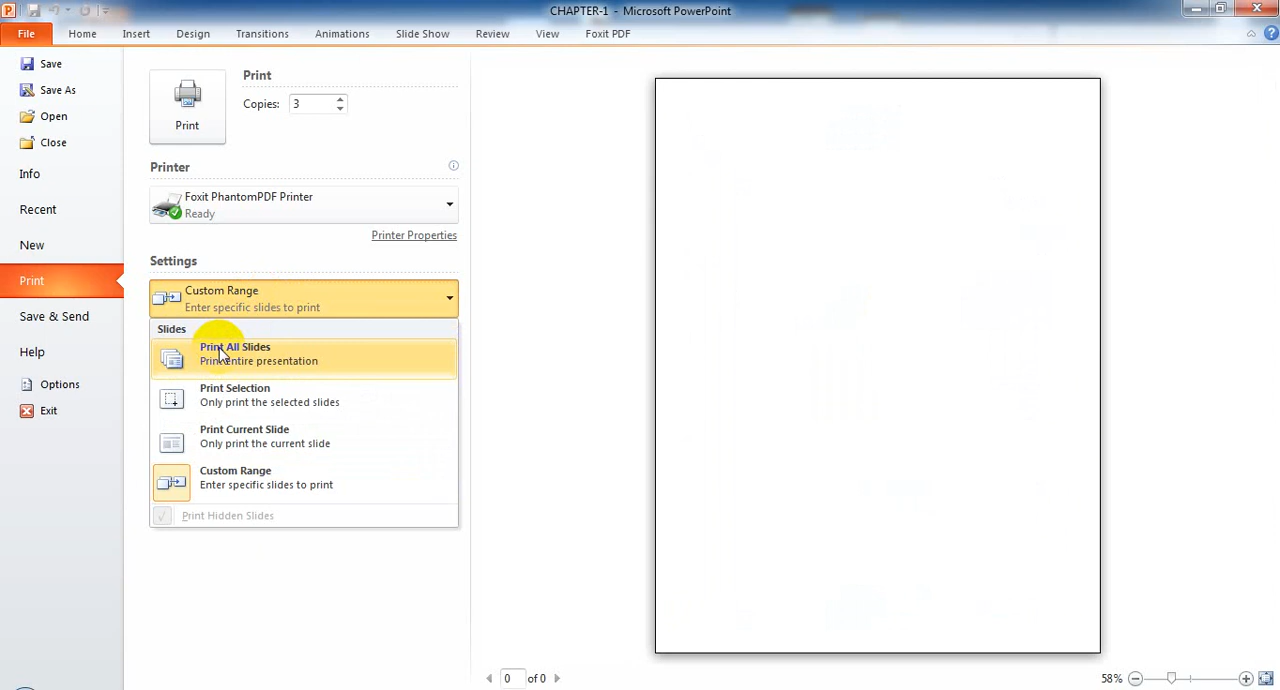 CHAPTER-1 - Microsoft PowerPoint
File Home Insert Design Transitions Animations Slide Show Review View Foxit PDF
Save
Save As
Open
Close
Info
Recent
New
Print
Save & Send
Help
Options
Exit
Print
Print
Copies: 3
Printer
Foxit PhantomPDF Printer
Ready
Printer Properties
Settings
Custom Range
Enter specific slides to print
Slides
Print All Slides
Print entire presentation
Print Selection
Only print the selected slides
Print Current Slide
Only print the current slide
Custom Range
Enter specific slides to print
Print Hidden Slides
0 of 0
58%